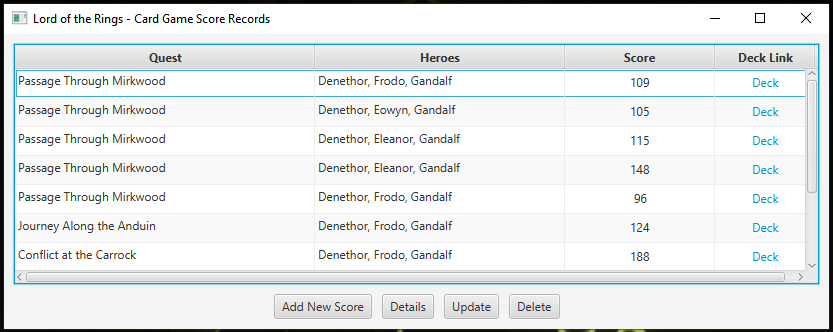 Lord of the Rings - Card Game Score Records
Quest Heroes Score Deck Link
Passage Through Mirkwood Denethor, Frodo, Gandalf 109 Deck
Passage Through Mirkwood Denethor, Eowyn, Gandalf 105 Deck
Passage Through Mirkwood Denethor, Eleanor, Gandalf 115 Deck
Passage Through Mirkwood Denethor, Eleanor, Gandalf 148 Deck
Passage Through Mirkwood Denethor, Frodo, Gandalf 96 Deck
Journey Along the Anduin Denethor, Frodo, Gandalf 124 Deck
Conflict at the Carrock Denethor, Frodo, Gandalf 188 Deck
Add New Score Details Update Delete